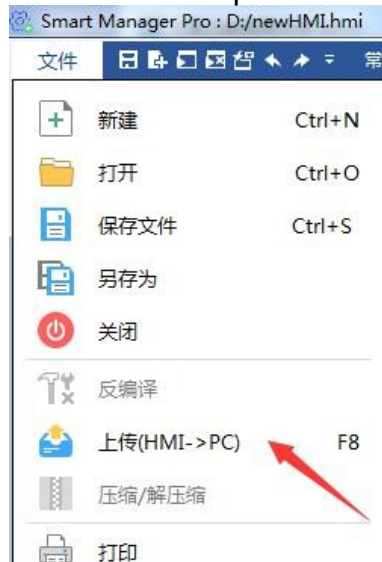 Smart Manager Pro : D:/newHMI.hmi
文件 常
新建 Ctrl+N
打开 Ctrl+O
保存文件 Ctrl+S
另存为
关闭
反编译
上传(HMI->PC) F8
压缩/解压缩
打印